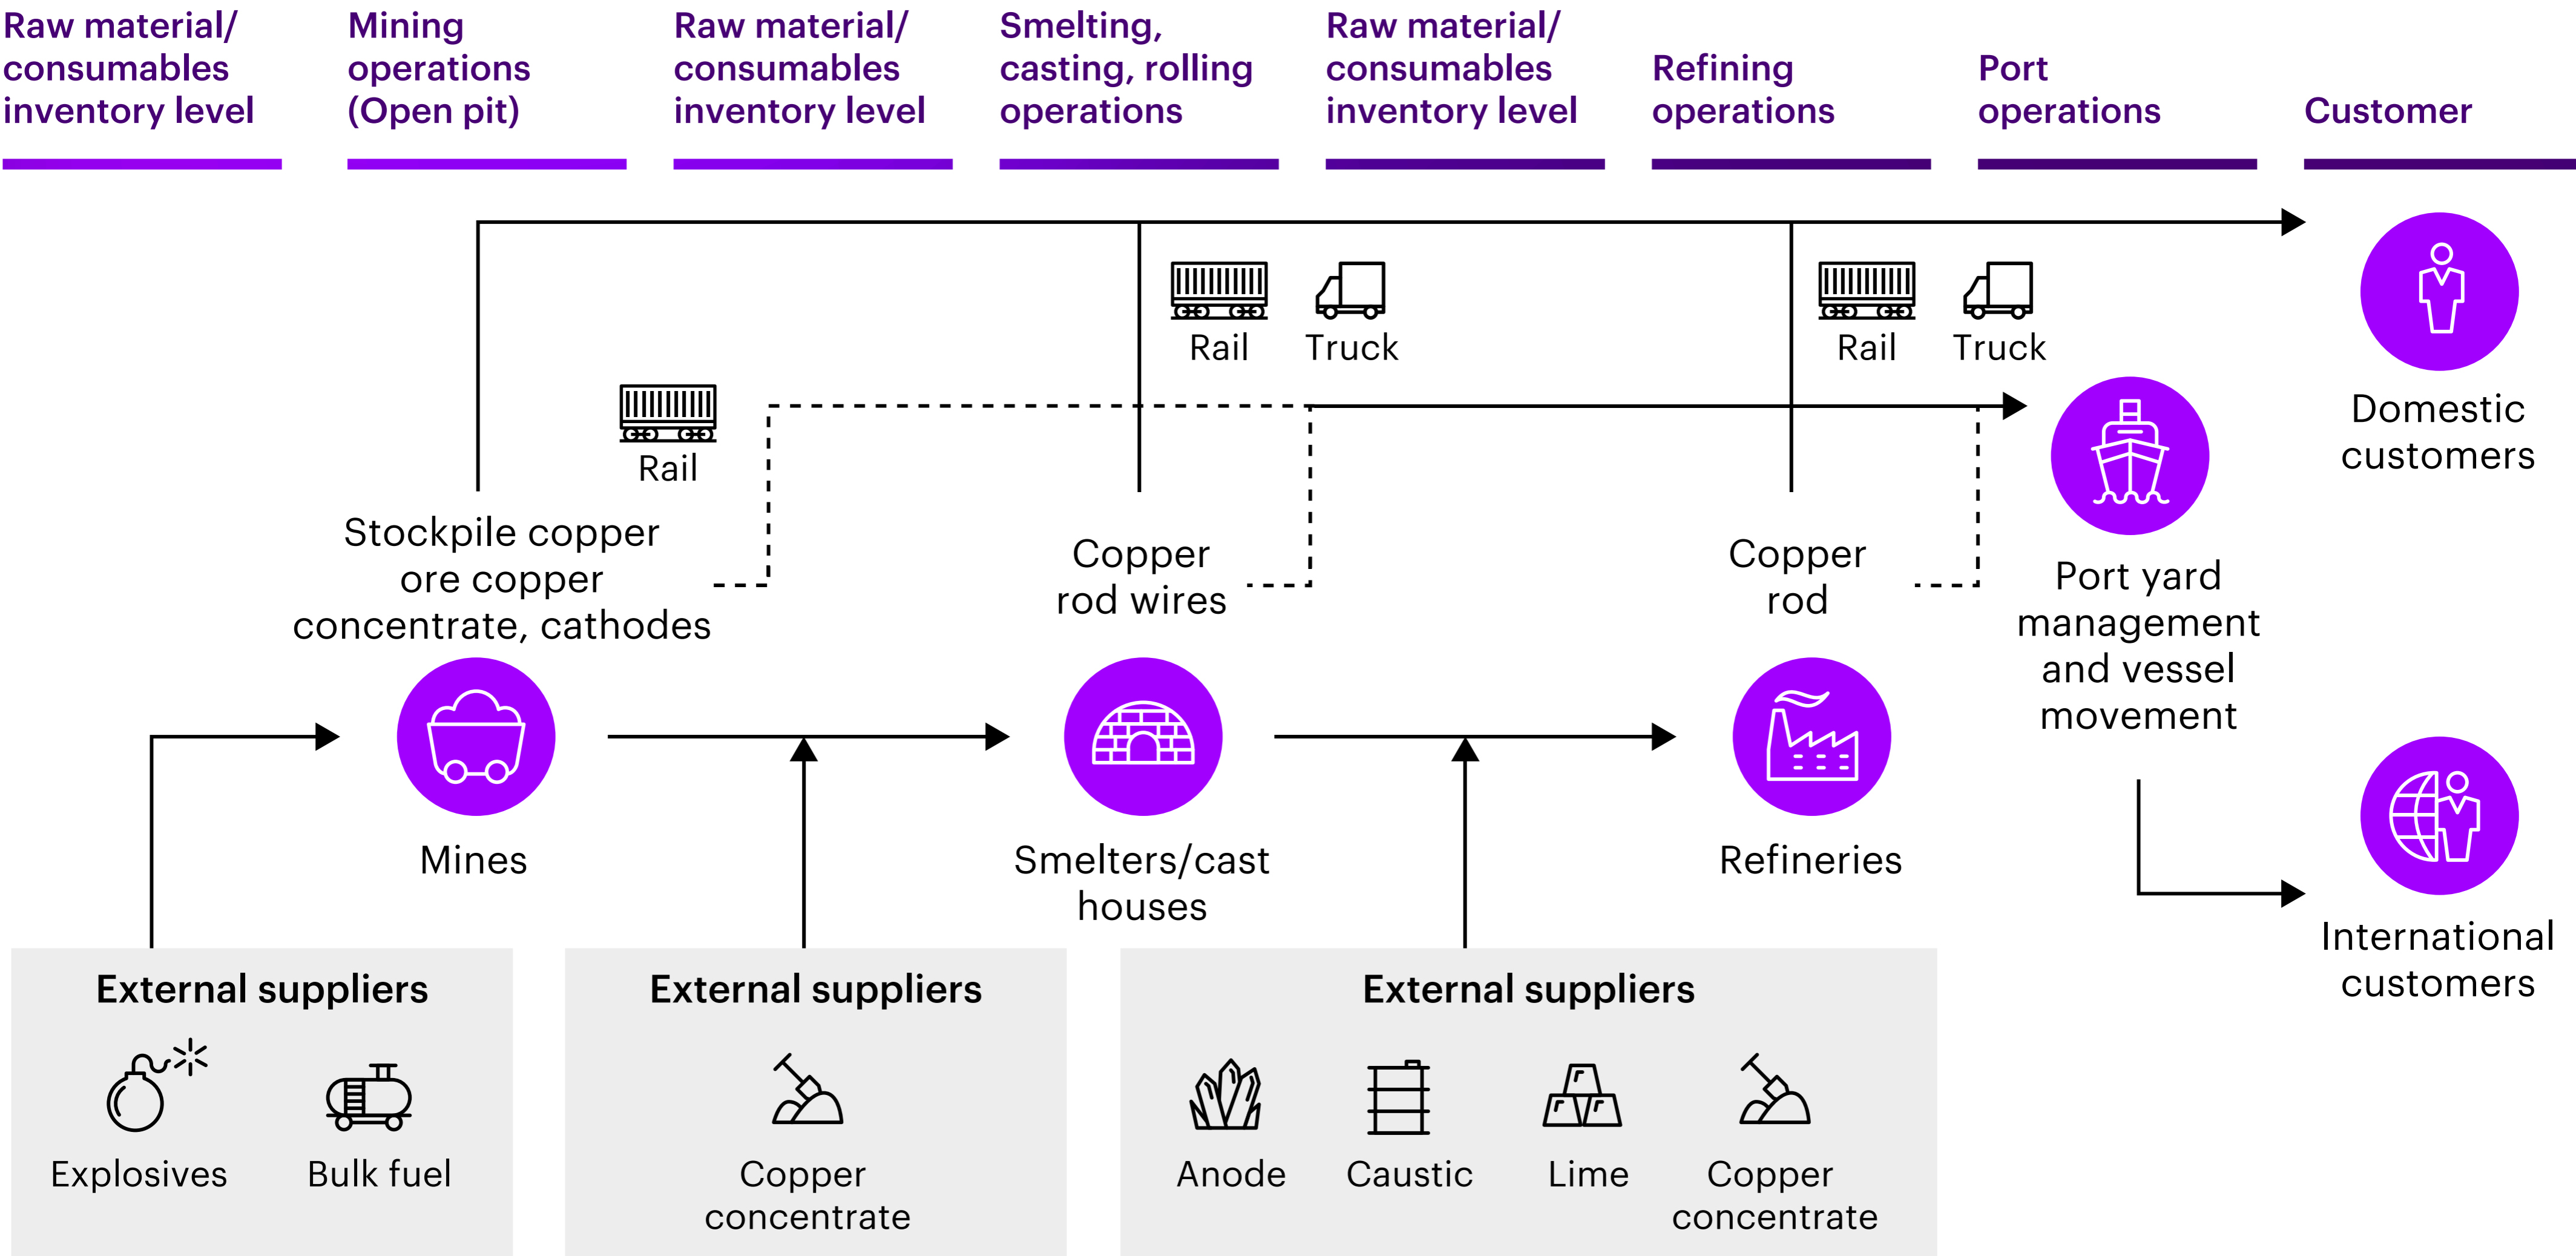 Raw material/
consumables
inventory level
Mining
operations
(Open pit)
Raw material/
consumables
inventory level
Smelting,
casting, rolling
operations
Raw material/
consumables
inventory level
Refining
operations
Port
operations
Customer
Rail
Truck
Rail
Truck
Rail
Domestic
customers
Stockpile copper
ore copper
concentrate, cathodes
Copper
rod wires
Copper
rod
Port yard
management
and vessel
movement
Mines
Smelters/cast
houses
Refineries
International
customers
External suppliers
Explosives
Bulk fuel
External suppliers
Copper
concentrate
External suppliers
Anode
Caustic
Lime
Copper
concentrate